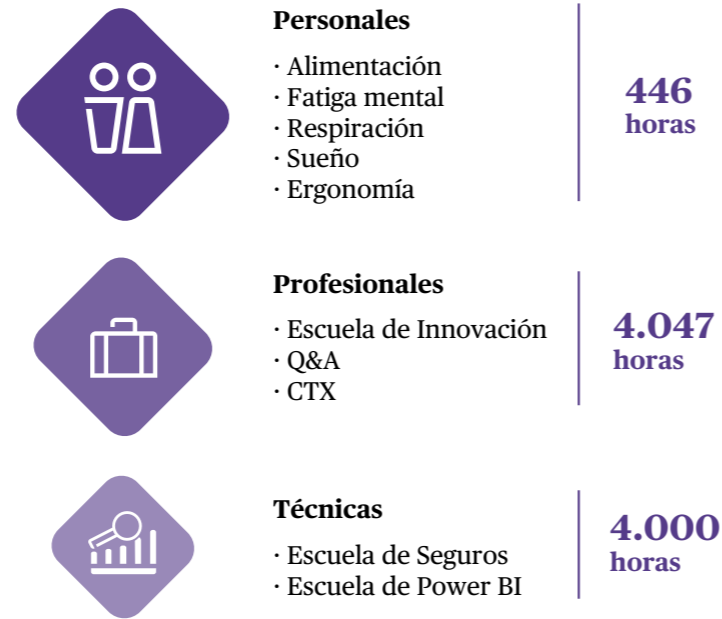 Personales
· Alimentación
· Fatiga mental
· Respiración
· Sueño
· Ergonomía
446
horas
Profesionales
· Escuela de Innovación
· Q&A
· CTX
4.047
horas
Técnicas
· Escuela de Seguros
· Escuela de Power BI
4.000
horas